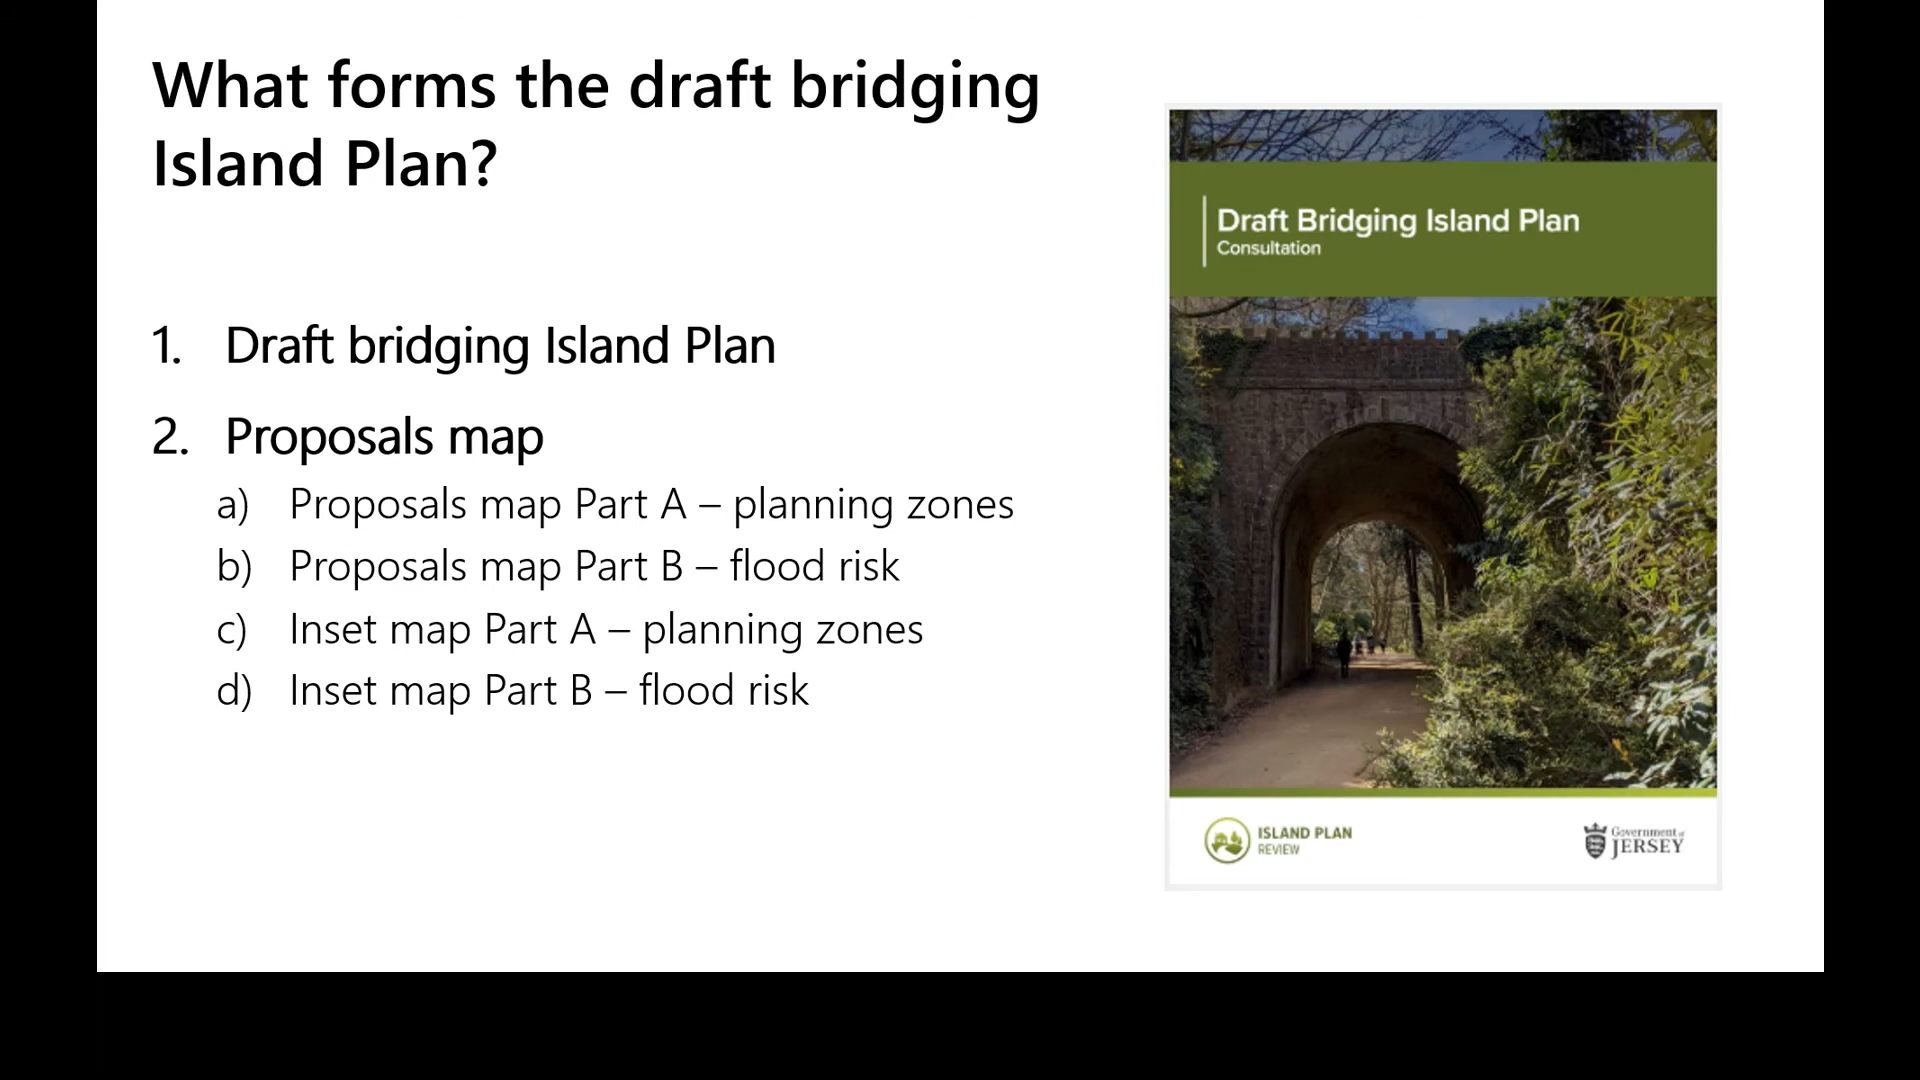 What forms the draft bridging
Island Plan?
1. Draft bridging Island Plan
2. Proposals map
a) Proposals map Part A – planning zones
b) Proposals map Part B – flood risk
c) Inset map Part A – planning zones
d) Inset map Part B – flood risk
Draft Bridging Island Plan
Consultation
ISLAND PLAN
REVIEW
Government of
JERSEY